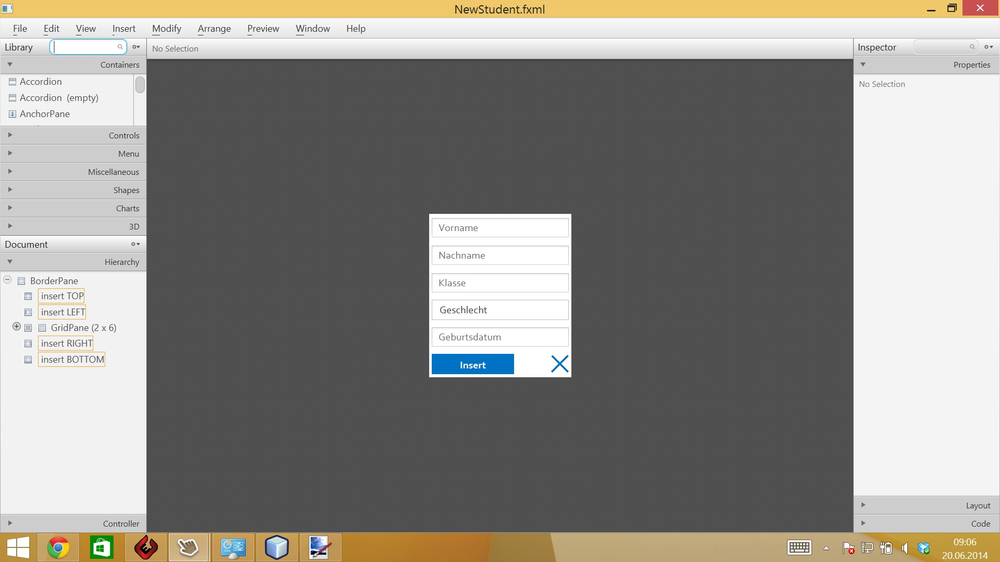 NewStudent.fxml
File Edit View Insert Modify Arrange Preview Window Help
Library
Containers
Accordion
Accordion (empty)
AnchorPane
Controls
Menu
Miscellaneous
Shapes
Charts
3D
Document
Hierarchy
BorderPane
insert TOP
insert LEFT
GridPane (2 x 6)
insert RIGHT
insert BOTTOM
Controller
No Selection
Vorname
Nachname
Klasse
Geschlecht
Geburtsdatum
Insert
Inspector
Properties
No Selection
Layout
Code
09:06
20.06.2014